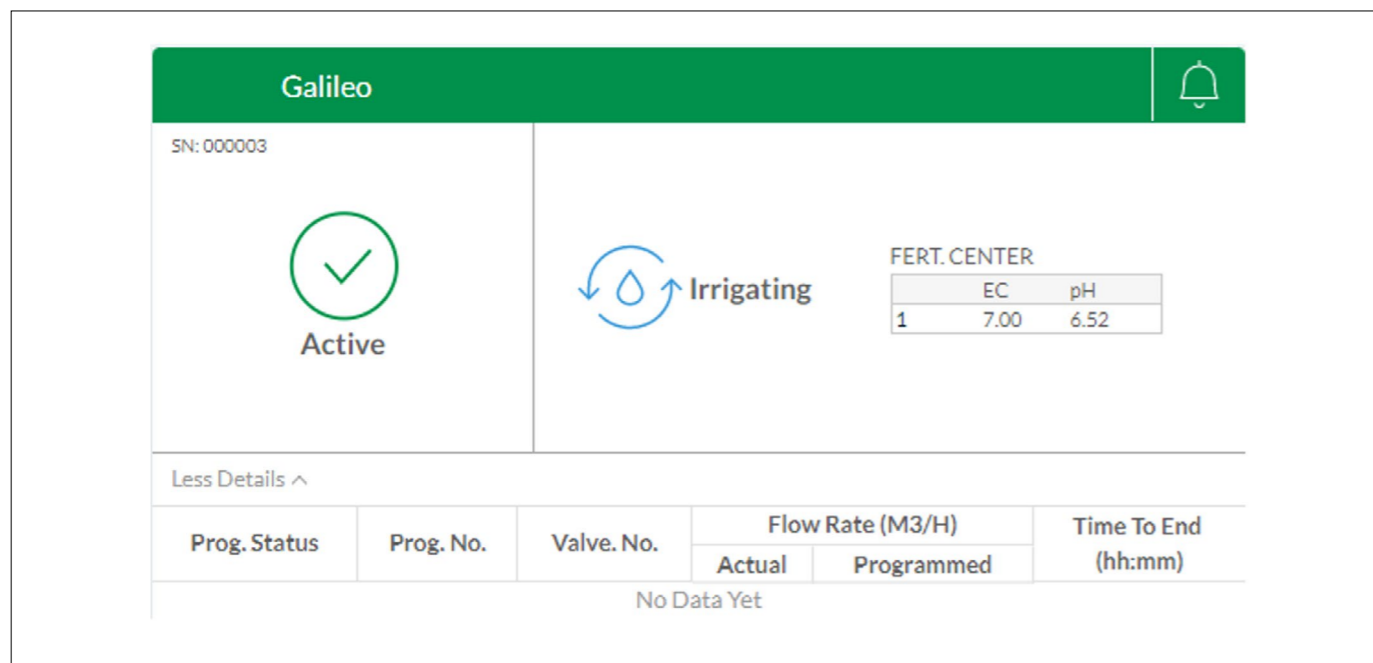 Galileo
SN: 000003
Active
Irrigating
FERT. CENTER
EC pH
1 7.00 6.52
Less Details
Prog. Status Prog. No. Valve. No. Flow Rate (M3/H) Time To End (hh:mm)
Actual Programmed
No Data Yet